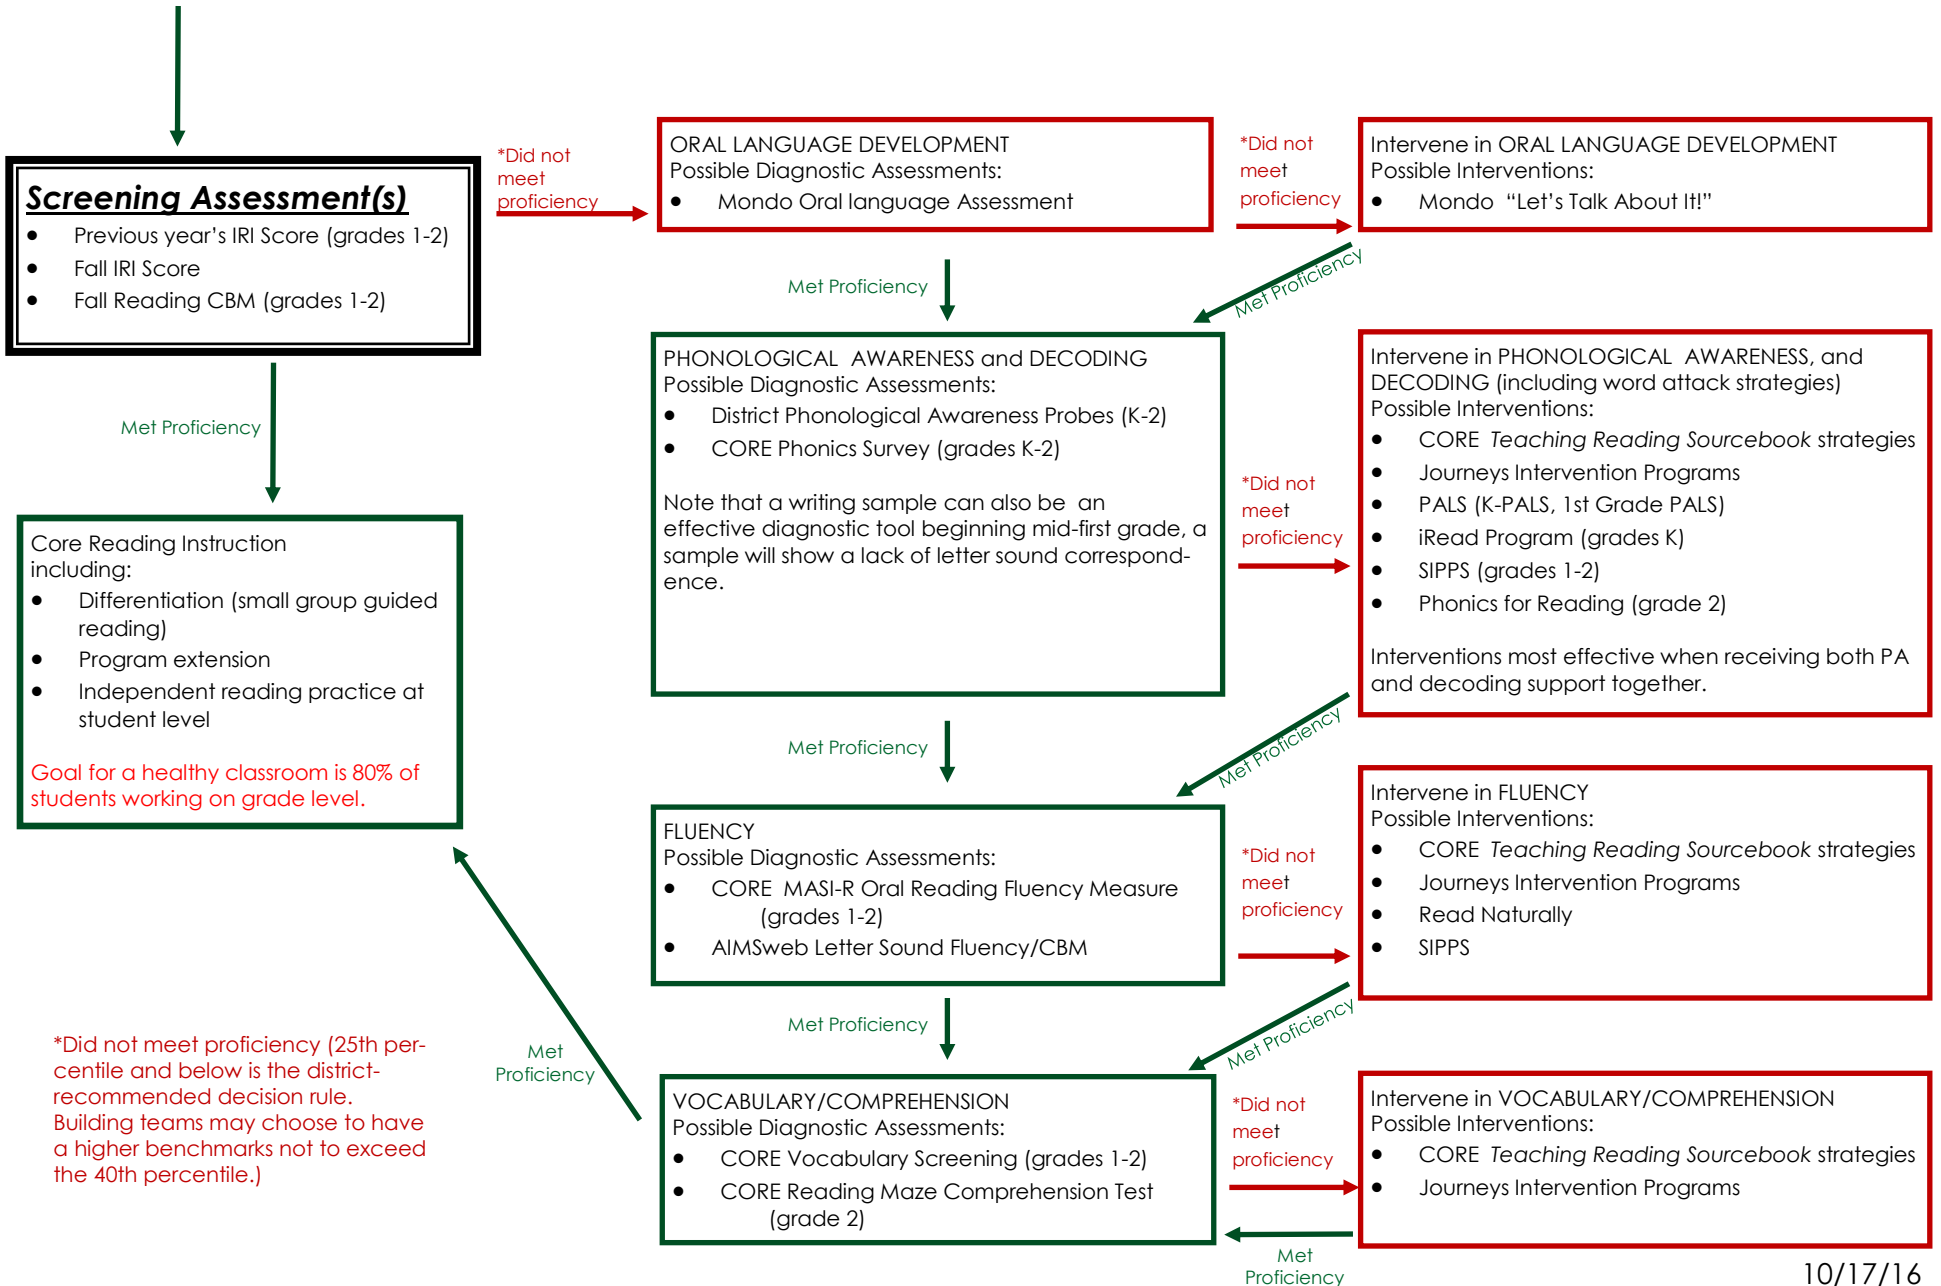 Screening Assessment(s)
• Previous year's IRI Score (grades 1-2)
• Fall IRI Score
• Fall Reading CBM (grades 1-2)
*Did not
meet
proficiency
ORAL LANGUAGE DEVELOPMENT
Possible Diagnostic Assessments:
• Mondo Oral language Assessment
*Did not
meet
proficiency
Intervene in ORAL LANGUAGE DEVELOPMENT
Possible Interventions:
• Mondo “Let’s Talk About It!”
Met Proficiency
Met Proficiency
Met Proficiency
PHONOLOGICAL AWARENESS and DECODING
Possible Diagnostic Assessments:
• District Phonological Awareness Probes (K-2)
• CORE Phonics Survey (grades K-2)
Note that a writing sample can also be an
effective diagnostic tool beginning mid-first grade, a
sample will show a lack of letter sound correspond-
ence.
*Did not
meet
proficiency
Intervene in PHONOLOGICAL AWARENESS, and
DECODING (including word attack strategies)
Possible Interventions:
• CORE Teaching Reading Sourcebook strategies
• Journeys Intervention Programs
• PALS (K-PALS, 1st Grade PALS)
• iRead Program (grades K)
• SIPPS (grades 1-2)
• Phonics for Reading (grade 2)
Interventions most effective when receiving both PA
and decoding support together.
Core Reading Instruction
including:
• Differentiation (small group guided
reading)
• Program extension
• Independent reading practice at
student level
Goal for a healthy classroom is 80% of
students working on grade level.
Met Proficiency
Met Proficiency
FLUENCY
Possible Diagnostic Assessments:
• CORE MASI-R Oral Reading Fluency Measure
(grades 1-2)
• AIMSweb Letter Sound Fluency/CBM
*Did not
meet
proficiency
Intervene in FLUENCY
Possible Interventions:
• CORE Teaching Reading Sourcebook strategies
• Journeys Intervention Programs
• Read Naturally
• SIPPS
Met Proficiency
Met Proficiency
Met
Proficiency
*Did not meet proficiency (25th per-
centile and below is the district-
recommended decision rule.
Building teams may choose to have
a higher benchmarks not to exceed
the 40th percentile.)
VOCABULARY/COMPREHENSION
Possible Diagnostic Assessments:
• CORE Vocabulary Screening (grades 1-2)
• CORE Reading Maze Comprehension Test
(grade 2)
*Did not
meet
proficiency
Intervene in VOCABULARY/COMPREHENSION
Possible Interventions:
• CORE Teaching Reading Sourcebook strategies
• Journeys Intervention Programs
Met
Proficiency
10/17/16